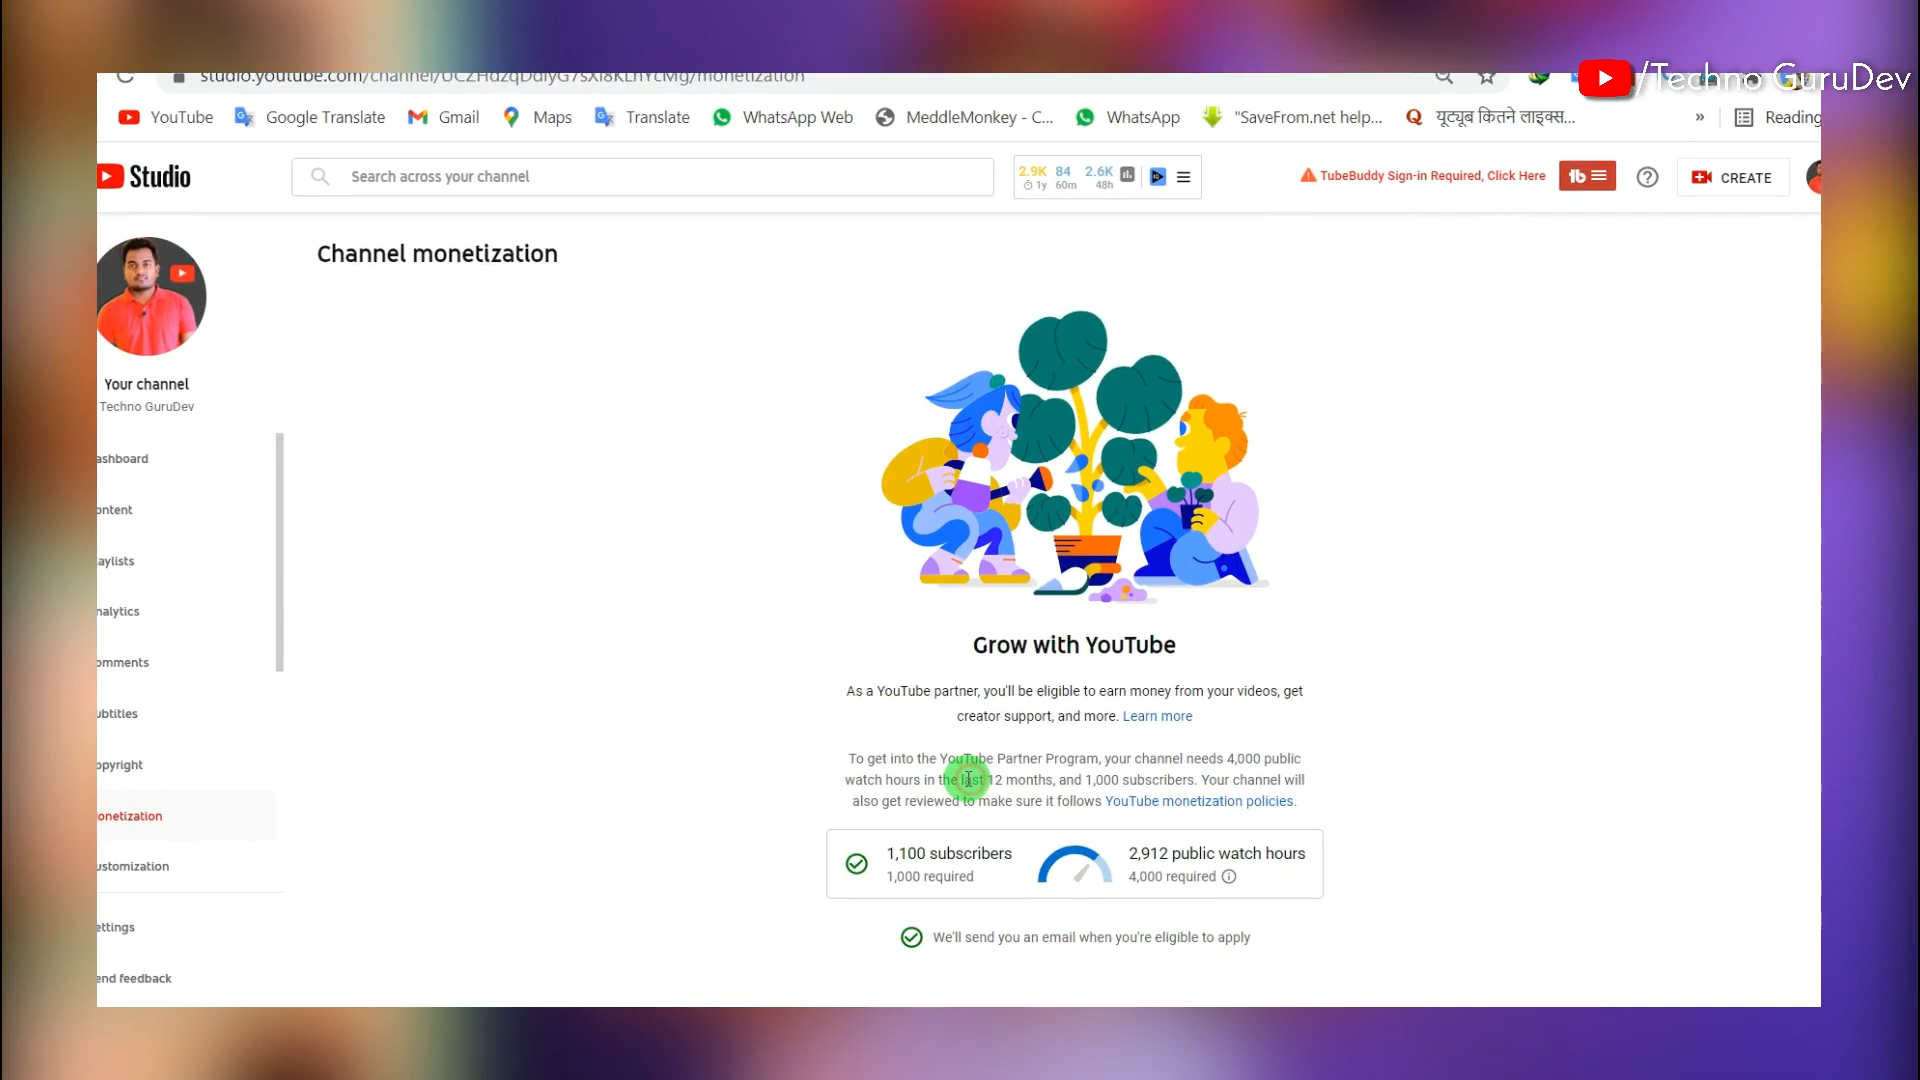 /Techno GuruDev
YouTube Google Translate Gmail Maps Translate WhatsApp Web MeddleMonkey - C... WhatsApp "SaveFrom.net help... यूट्यूब कितने लाइक्स... » Reading
Studio
Search across your channel
2.9K 84 2.6K
1y 60m 48h
TubeBuddy Sign-in Required, Click Here
tb
CREATE
Channel monetization
Your channel
Techno GuruDev
ashboard
ontent
aylists
nalytics
omments
ubtitles
opyright
onetization
ustomization
ettings
end feedback
Grow with YouTube
As a YouTube partner, you'll be eligible to earn money from your videos, get
creator support, and more. Learn more
To get into the YouTube Partner Program, your channel needs 4,000 public
watch hours in the last 12 months, and 1,000 subscribers. Your channel will
also get reviewed to make sure it follows YouTube monetization policies.
1,100 subscribers
1,000 required
2,912 public watch hours
4,000 required
We'll send you an email when you're eligible to apply